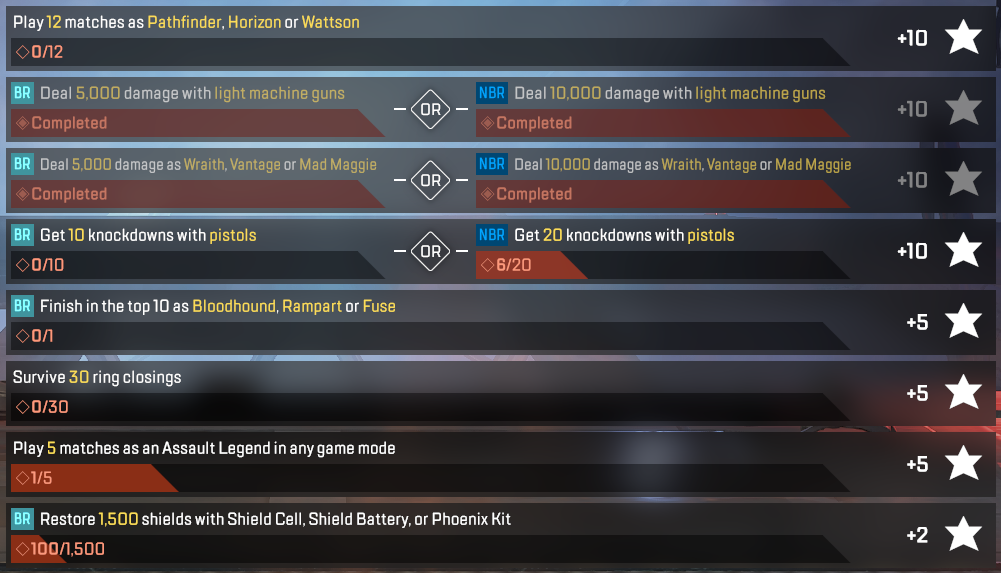 Play 12 matches as Pathfinder, Horizon or Wattson
0/12
+10
BR Deal 5,000 damage with light machine guns
Completed
OR
NBR Deal 10,000 damage with light machine guns
Completed
+10
BR Deal 5,000 damage as Wraith, Vantage or Mad Maggie
Completed
OR
NBR Deal 10,000 damage as Wraith, Vantage or Mad Maggie
Completed
+10
BR Get 10 knockdowns with pistols
0/10
OR
NBR Get 20 knockdowns with pistols
6/20
+10
BR Finish in the top 10 as Bloodhound, Rampart or Fuse
0/1
+5
Survive 30 ring closings
0/30
+5
Play 5 matches as an Assault Legend in any game mode
1/5
+5
BR Restore 1,500 shields with Shield Cell, Shield Battery, or Phoenix Kit
100/1,500
+2